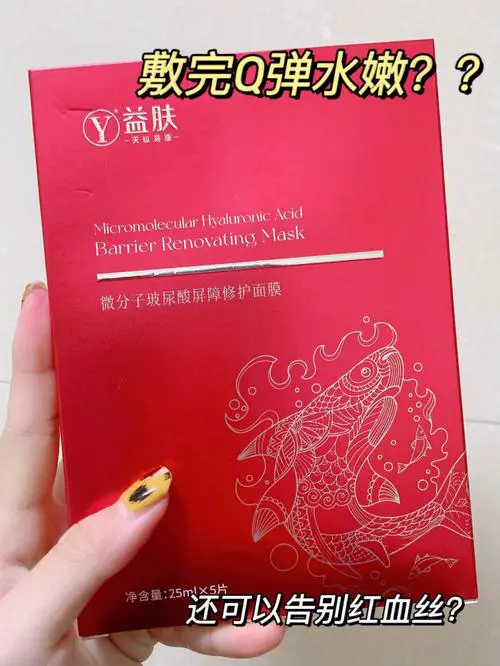 敷完Q弹水嫩？？
Y 益肤
—天纵易康—
Micromolecular Hyaluronic Acid
Barrier Renovating Mask
微分子玻尿酸屏障修护面膜
净含量:25ml×5片
还可以告别红血丝?